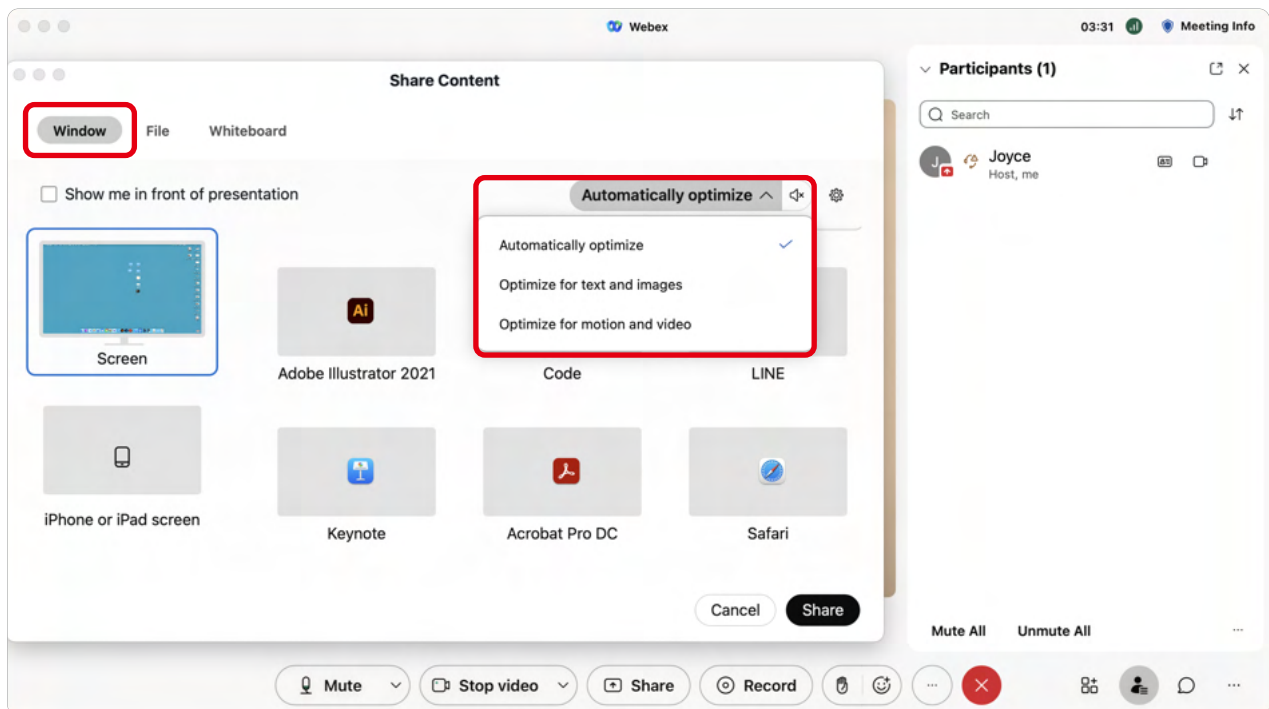 Webex
03:31
Meeting Info
Share Content
Window
File
Whiteboard
Show me in front of presentation
Automatically optimize
Automatically optimize
Optimize for text and images
Optimize for motion and video
Screen
Ai
Adobe Illustrator 2021
Code
LINE
iPhone or iPad screen
Keynote
Acrobat Pro DC
Safari
Cancel
Share
Participants (1)
Search
J
Joyce
Host, me
Mute All
Unmute All
Mute
Stop video
Share
Record